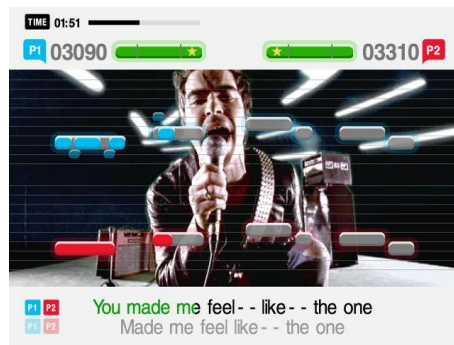 TIME 01:51
P1 03090 03310 P2
P1 P2 You made me feel- - like- - the one
P1 P2 Made me feel like- - the one